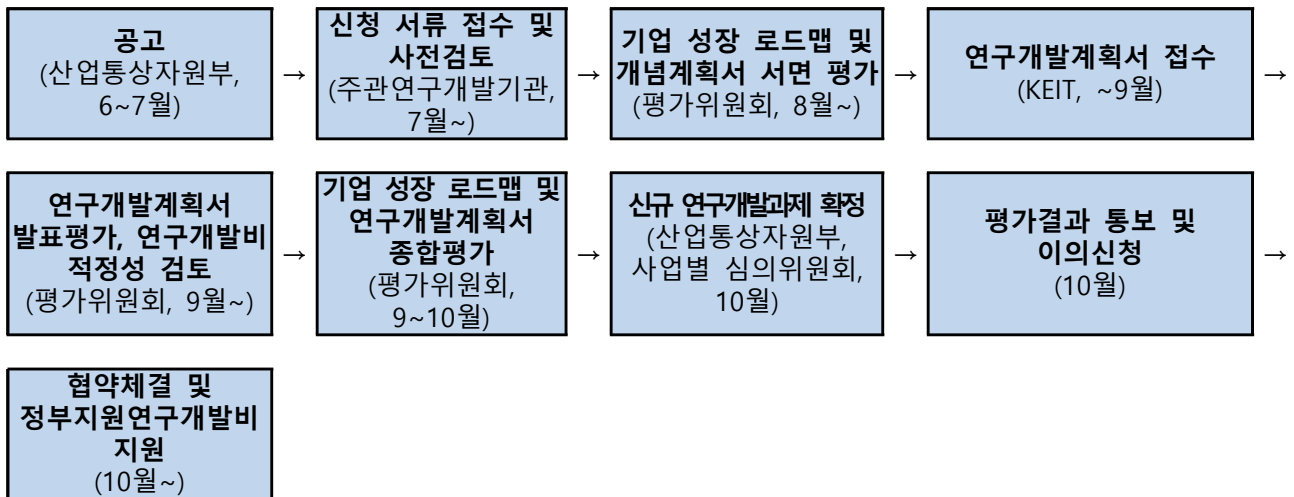 공고
(산업통상자원부,
6~7월)
→
신청 서류 접수 및
사전검토
(주관연구개발기관,
7월~)
→
기업 성장 로드맵 및
개념계획서 서면 평가
(평가위원회, 8월~)
→
연구개발계획서 접수
(KEIT, ~9월)
→
연구개발계획서
발표평가, 연구개발비
적정성 검토
(평가위원회, 9월~)
→
기업 성장 로드맵 및
연구개발계획서
종합평가
(평가위원회,
9~10월)
→
신규 연구개발과제 확정
(산업통상자원부,
사업별 심의위원회,
10월)
→
평가결과 통보 및
이의신청
(10월)
→
협약체결 및
정부지원연구개발비
지원
(10월~)